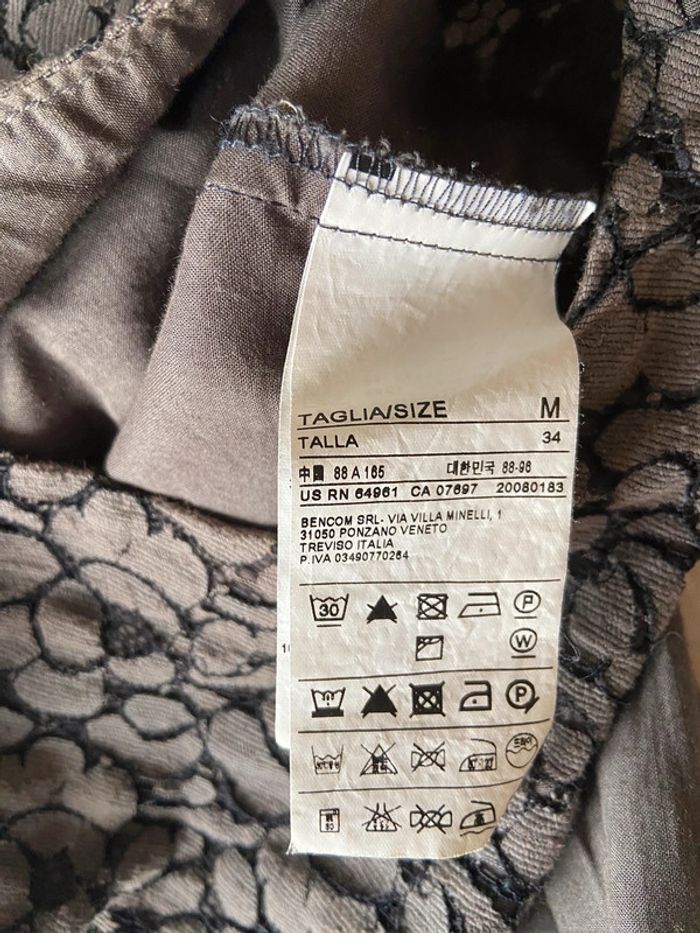 TAGLIA/SIZE M
TALLA 34
中國 88 A 165 대한민국 88-96
US RN 64961 CA 07697 20080183
BENCOM SRL- VIA VILLA MINELLI, 1
31050 PONZANO VENETO
TREVISO ITALIA
P.IVA 03490770264
30 P
W
P